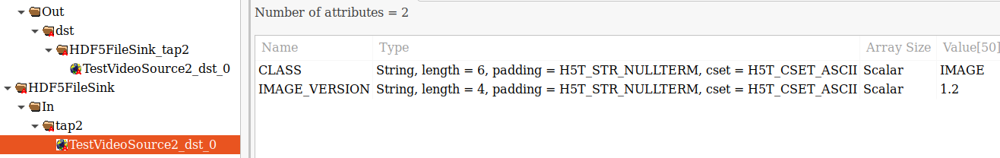 Out
dst
HDF5FileSink_tap2
TestVideoSource2_dst_0
HDF5FileSink
In
tap2
TestVideoSource2_dst_0
Number of attributes = 2
Name Type Array Size Value[50]
CLASS String, length = 6, padding = H5T_STR_NULLTERM, cset = H5T_CSET_ASCII Scalar IMAGE
IMAGE_VERSION String, length = 4, padding = H5T_STR_NULLTERM, cset = H5T_CSET_ASCII Scalar 1.2